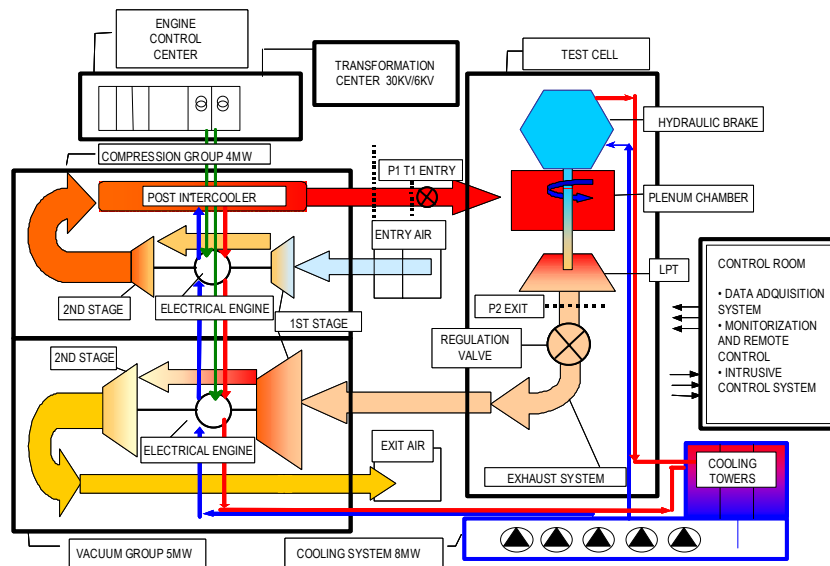 ENGINE
CONTROL
CENTER
TRANSFORMATION
CENTER 30KV/6KV
TEST CELL
HYDRAULIC BRAKE
COMPRESSION GROUP 4MW
P1 T1 ENTRY
POST INTERCOOLER
PLENUM CHAMBER
ENTRY AIR
LPT
CONTROL ROOM
• DATA ADQUISITION
SYSTEM
• MONITORIZATION
AND REMOTE
CONTROL
• INTRUSIVE
CONTROL SYSTEM
2ND STAGE
ELECTRICAL ENGINE
1ST STAGE
P2 EXIT
REGULATION
VALVE
2ND STAGE
ELECTRICAL ENGINE
EXIT AIR
EXHAUST SYSTEM
COOLING
TOWERS
VACUUM GROUP 5MW
COOLING SYSTEM 8MW